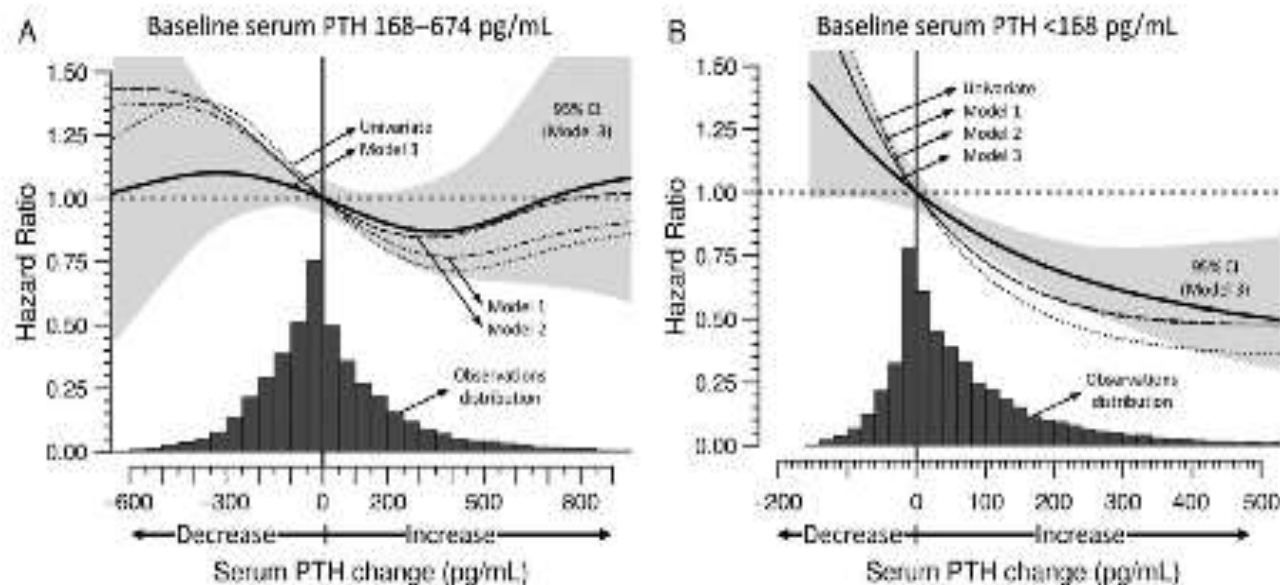 A
Baseline serum PTH 168–674 pg/mL
1.50
1.25
1.00
0.75
0.50
0.25
0.00
Hazard Ratio
Univariate
Model 3
95% CI
(Model 3)
Model 1
Model 2
Observations
distribution
-600 -300 0 200 500 800
Decrease Increase
Serum PTH change (pg/mL)
B
Baseline serum PTH <168 pg/mL
1.50
1.25
1.00
0.75
0.50
0.25
0.00
Hazard Ratio
Univariate
Model 1
Model 2
Model 3
95% CI
(Model 3)
Observations
distribution
-200 0 100 200 300 400 500
Decrease Increase
Serum PTH change (pg/mL)